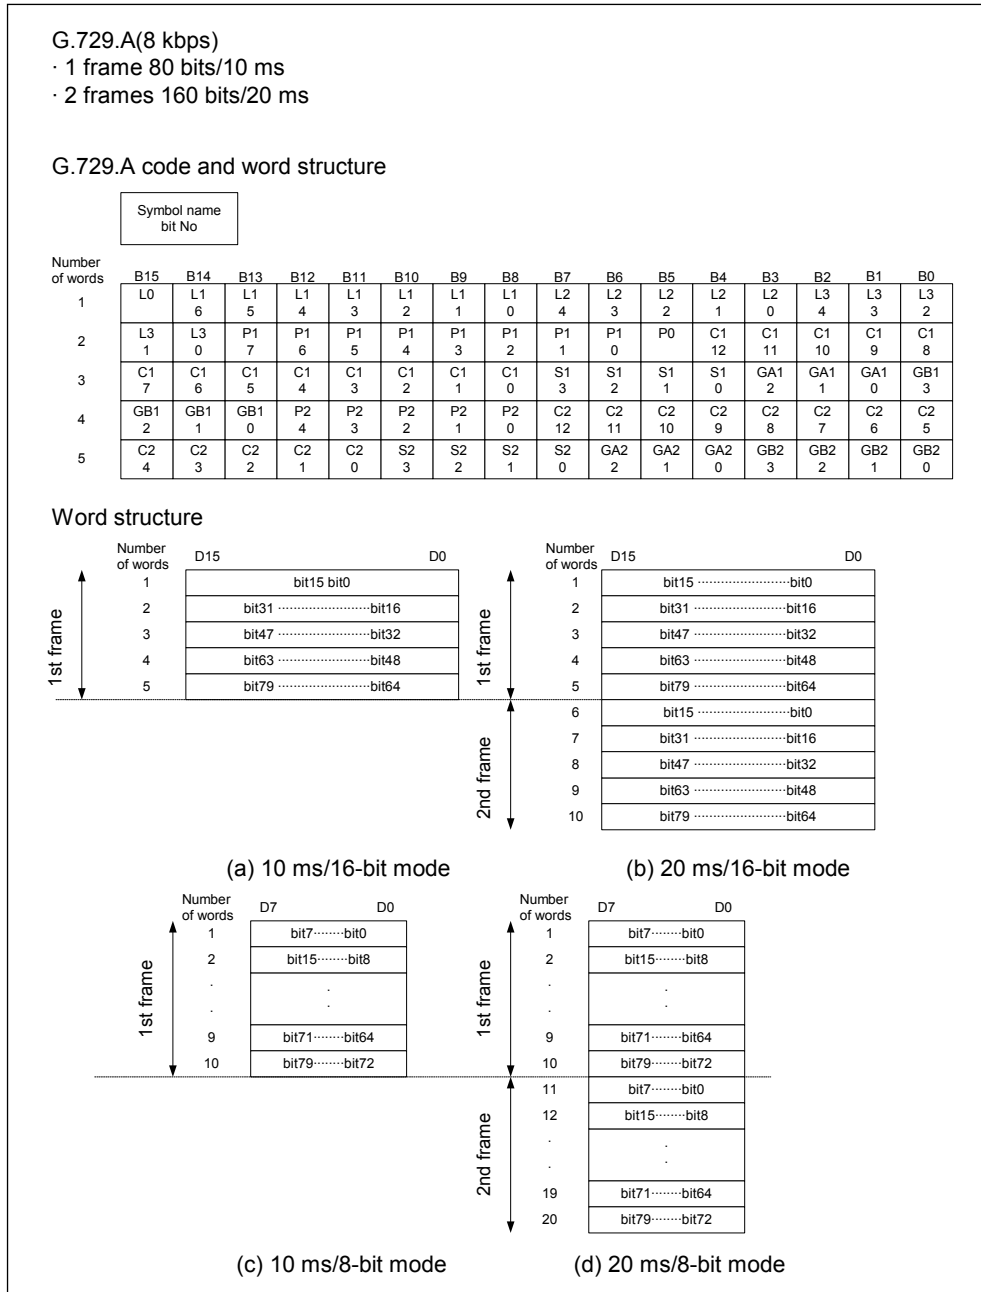 G.729.A(8 kbps)
· 1 frame 80 bits/10 ms
· 2 frames 160 bits/20 ms
G.729.A code and word structure
Symbol name
bit No
Number
of words B15 B14 B13 B12 B11 B10 B9 B8 B7 B6 B5 B4 B3 B2 B1 B0
L0 L1 L1 L1 L1 L1 L1 L1 L2 L2 L2 L2 L2 L3 L3 L3
1 6 5 4 3 2 1 0 4 3 2 1 0 4 3 2
L3 L3 P1 P1 P1 P1 P1 P1 P1 P1 P0 C1 C1 C1 C1 C1
2 1 0 7 6 5 4 3 2 1 0 12 11 10 9 8
C1 C1 C1 C1 C1 C1 C1 C1 S1 S1 S1 S1 GA1 GA1 GA1 GB1
3 7 6 5 4 3 2 1 0 3 2 1 0 2 1 0 3
GB1 GB1 GB1 P2 P2 P2 P2 P2 C2 C2 C2 C2 C2 C2 C2 C2
4 2 1 0 4 3 2 1 0 12 11 10 9 8 7 6 5
C2 C2 C2 C2 C2 S2 S2 S2 S2 GA2 GA2 GA2 GB2 GB2 GB2 GB2
5 4 3 2 1 0 3 2 1 0 2 1 0 3 2 1 0
Word structure
Number
of words D15 D0
1st frame
1 bit15 bit0
2 bit31 ························bit16
3 bit47 ························bit32
4 bit63 ························bit48
5 bit79 ························bit64
(a) 10 ms/16-bit mode
Number
of words D15 D0
1st frame
1 bit15 ························bit0
2 bit31 ························bit16
3 bit47 ························bit32
4 bit63 ························bit48
5 bit79 ························bit64
2nd frame
6 bit15 ························bit0
7 bit31 ························bit16
8 bit47 ························bit32
9 bit63 ························bit48
10 bit79 ························bit64
(b) 20 ms/16-bit mode
Number
of words D7 D0
1st frame
1 bit7········bit0
2 bit15········bit8
· ·
· ·
9 bit71········bit64
10 bit79········bit72
(c) 10 ms/8-bit mode
Number
of words D7 D0
1st frame
1 bit7········bit0
2 bit15········bit8
· ·
· ·
9 bit71········bit64
10 bit79········bit72
2nd frame
11 bit7········bit0
12 bit15········bit8
· ·
· ·
19 bit71········bit64
20 bit79········bit72
(d) 20 ms/8-bit mode